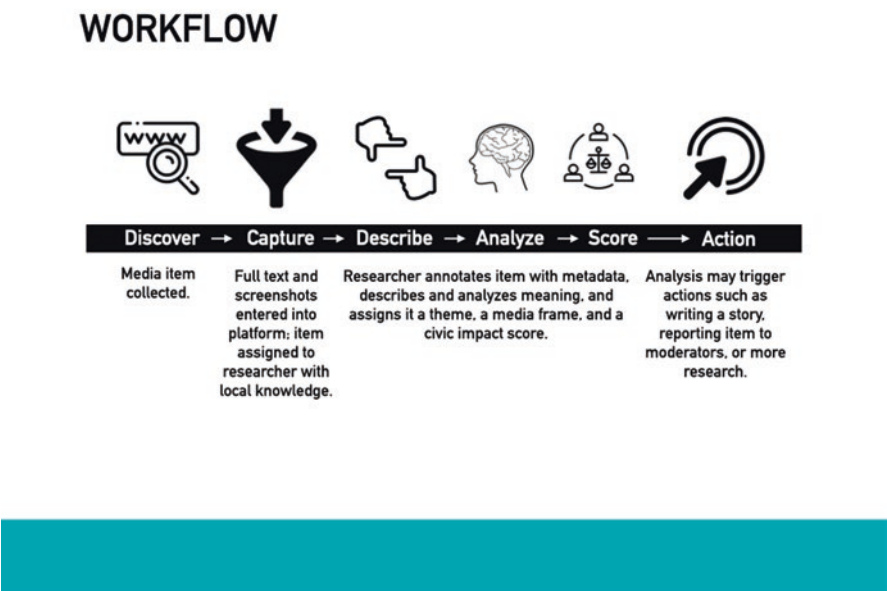 WORKFLOW
www
Discover → Capture → Describe → Analyze → Score → Action
Media item
collected.
Full text and
screenshots
entered into
platform; item
assigned to
researcher with
local knowledge.
Researcher annotates item with metadata,
describes and analyzes meaning, and
assigns it a theme, a media frame, and a
civic impact score.
Analysis may trigger
actions such as
writing a story,
reporting item to
moderators, or more
research.